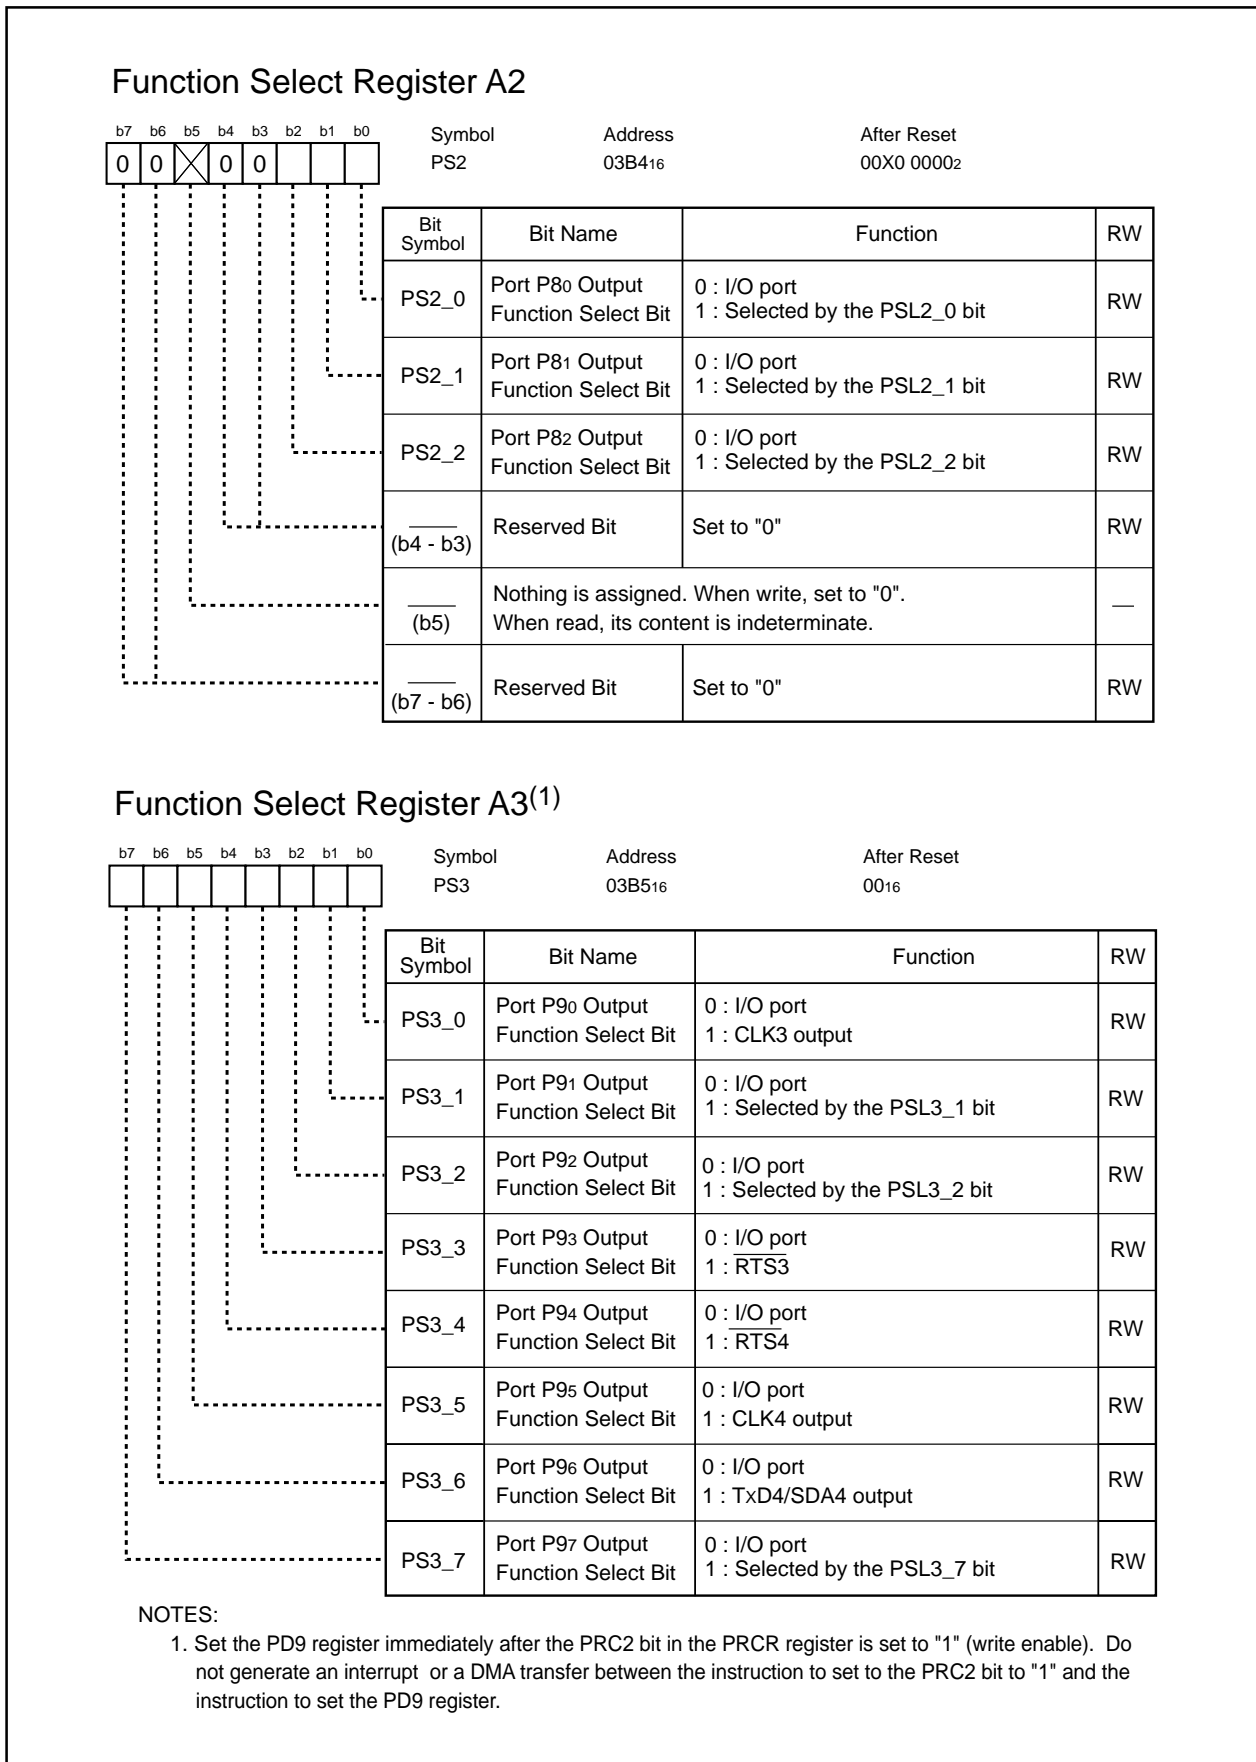 Function Select Register A2
b7 b6 b5 b4 b3 b2 b1 b0
0 0 0 0
Symbol Address After Reset
PS2 03B416 00X0 00002
Bit Symbol Bit Name Function RW
PS2_0 Port P80 Output Function Select Bit 0 : I/O port 1 : Selected by the PSL2_0 bit RW
PS2_1 Port P81 Output Function Select Bit 0 : I/O port 1 : Selected by the PSL2_1 bit RW
PS2_2 Port P82 Output Function Select Bit 0 : I/O port 1 : Selected by the PSL2_2 bit RW
(b4 - b3) Reserved Bit Set to "0" RW
(b5) Nothing is assigned. When write, set to "0". When read, its content is indeterminate. —
(b7 - b6) Reserved Bit Set to "0" RW
Function Select Register A3(1)
b7 b6 b5 b4 b3 b2 b1 b0
Symbol Address After Reset
PS3 03B516 0016
Bit Symbol Bit Name Function RW
PS3_0 Port P90 Output Function Select Bit 0 : I/O port 1 : CLK3 output RW
PS3_1 Port P91 Output Function Select Bit 0 : I/O port 1 : Selected by the PSL3_1 bit RW
PS3_2 Port P92 Output Function Select Bit 0 : I/O port 1 : Selected by the PSL3_2 bit RW
PS3_3 Port P93 Output Function Select Bit 0 : I/O port 1 : RTS3 RW
PS3_4 Port P94 Output Function Select Bit 0 : I/O port 1 : RTS4 RW
PS3_5 Port P95 Output Function Select Bit 0 : I/O port 1 : CLK4 output RW
PS3_6 Port P96 Output Function Select Bit 0 : I/O port 1 : TxD4/SDA4 output RW
PS3_7 Port P97 Output Function Select Bit 0 : I/O port 1 : Selected by the PSL3_7 bit RW
NOTES:
1. Set the PD9 register immediately after the PRC2 bit in the PRCR register is set to "1" (write enable). Do
not generate an interrupt or a DMA transfer between the instruction to set to the PRC2 bit to "1" and the
instruction to set the PD9 register.